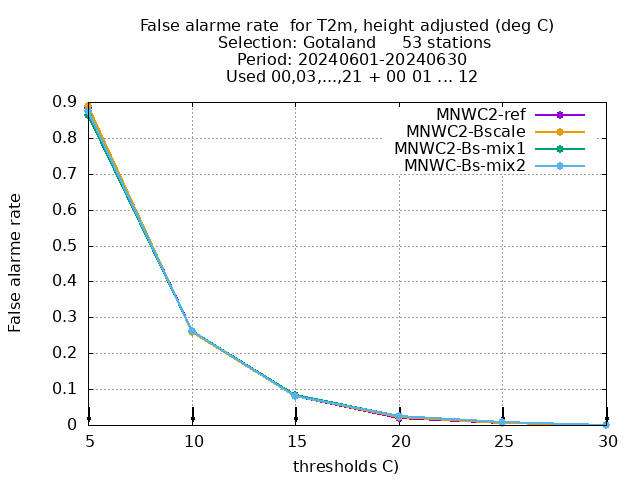 False alarme rate  for T2m, height adjusted (deg C)
Selection: Gotaland     53 stations
Period: 20240601-20240630
Used 00,03,...,21 + 00 01 ... 12
MNWC2-ref
MNWC2-Bscale
MNWC2-Bs-mix1
MNWC-Bs-mix2
False alarme rate
0.9
0.8
0.7
0.6
0.5
0.4
0.3
0.2
0.1
0
5 10 15 20 25 30
thresholds C)